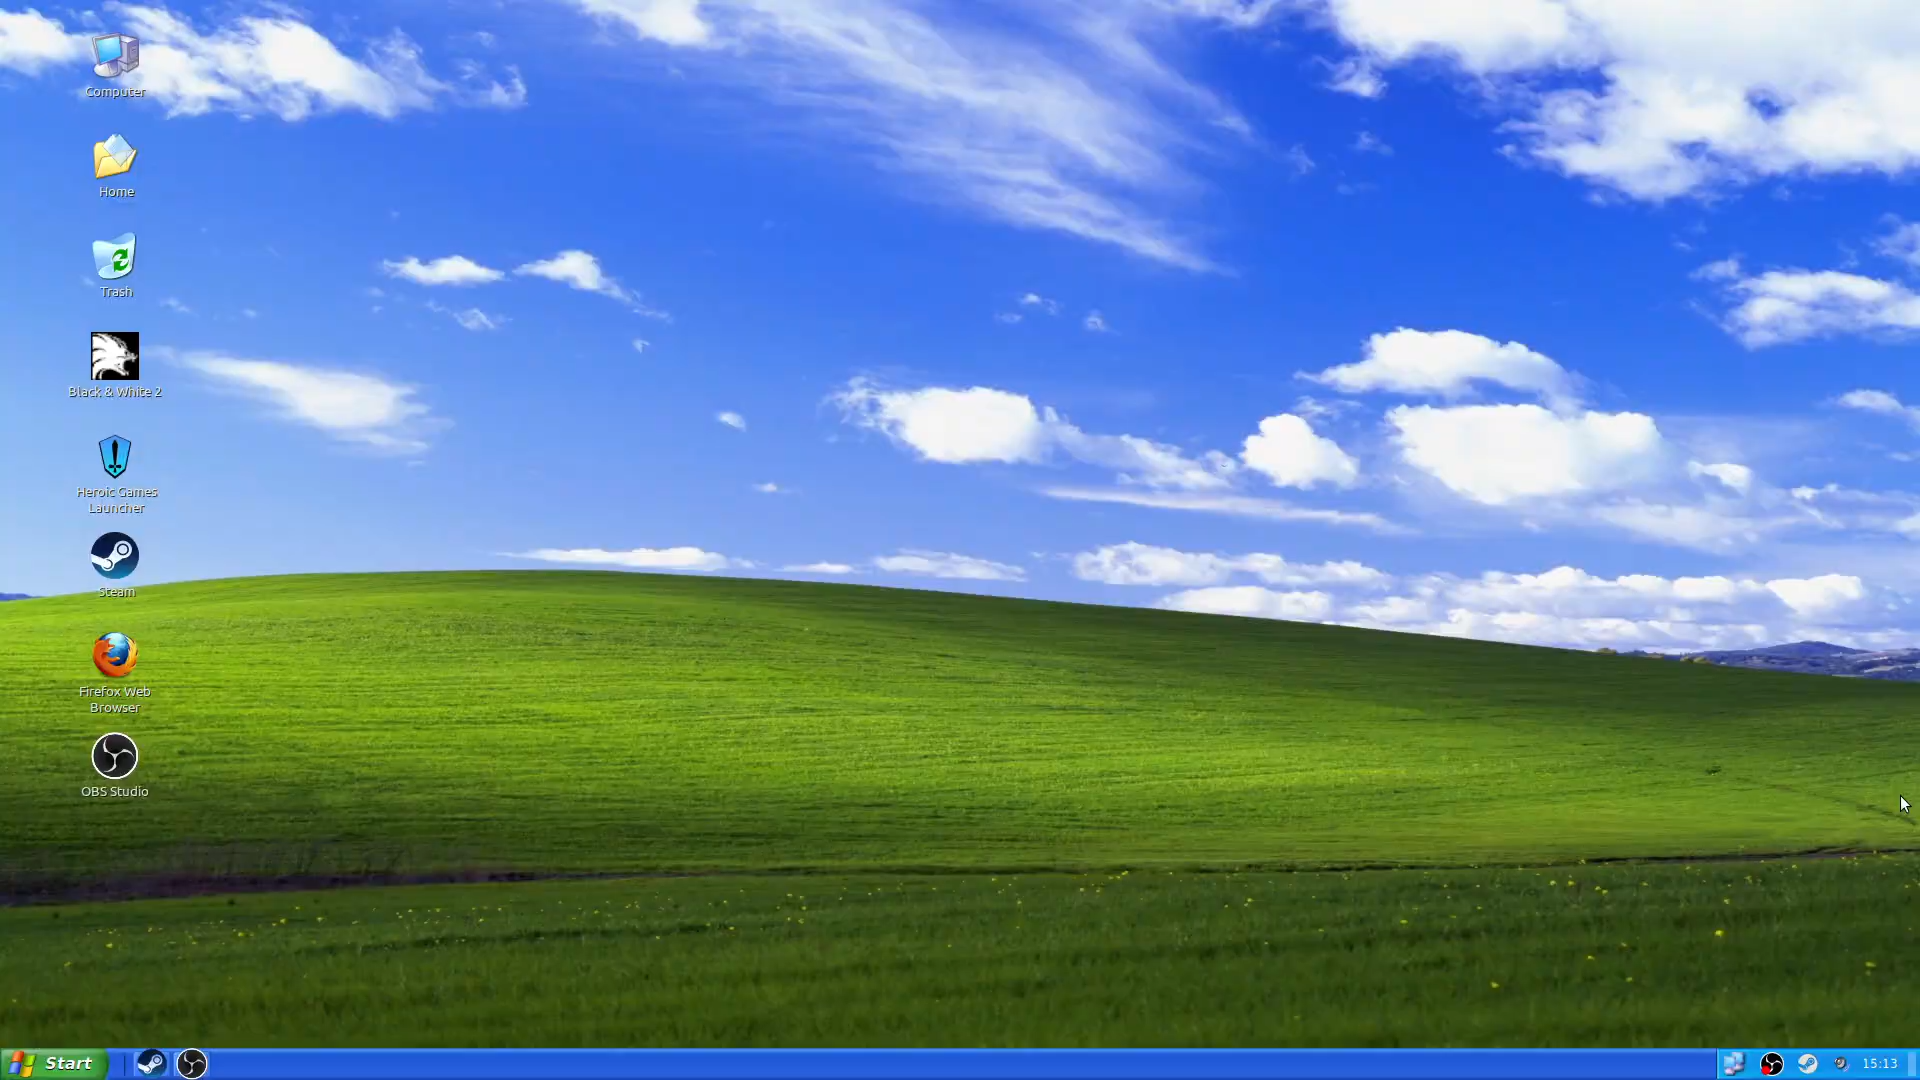 Computer
Home
Trash
Black & White 2
Heroic Games
Launcher
Steam
Firefox Web
Browser
OBS Studio
Start
15:13